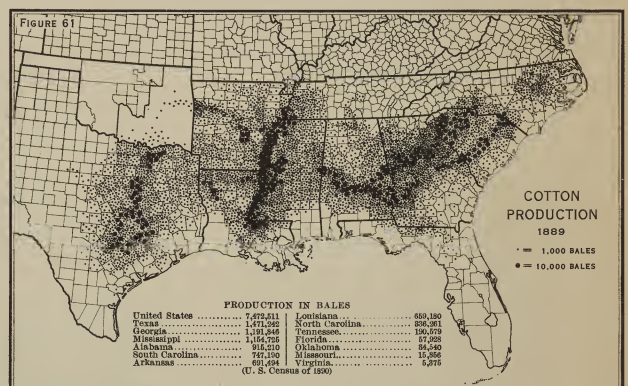 FIGURE 61
COTTON
PRODUCTION
1889
• = 1,000 BALES
● = 10,000 BALES
PRODUCTION IN BALES
United States .......... 7,472,511
Texas .......... 1,471,242
Georgia .......... 1,191,846
Mississippi .......... 1,154,725
Alabama .......... 915,210
South Carolina .......... 747,190
Arkansas .......... 691,494
Louisiana .......... 659,180
North Carolina .......... 336,261
Tennessee .......... 190,579
Florida .......... 57,928
Oklahoma .......... 34,540
Misssouri .......... 15,856
Virginia .......... 5,375
(U. S. Census of 1890)